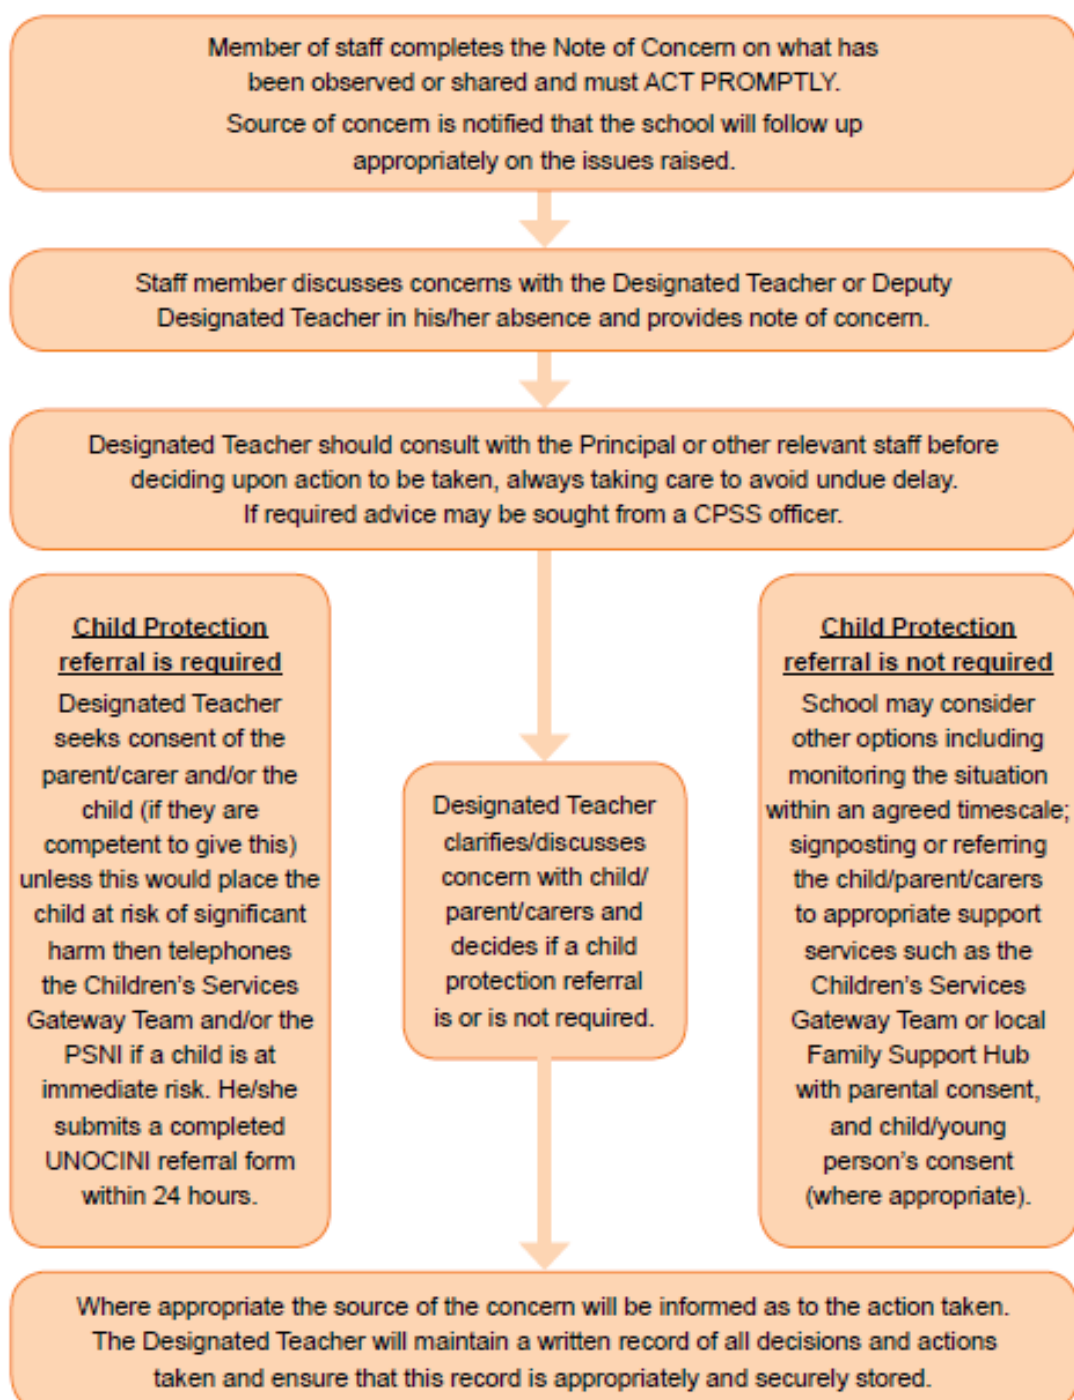 Member of staff completes the Note of Concern on what has
been observed or shared and must ACT PROMPTLY.
Source of concern is notified that the school will follow up
appropriately on the issues raised.
Staff member discusses concerns with the Designated Teacher or Deputy
Designated Teacher in his/her absence and provides note of concern.
Designated Teacher should consult with the Principal or other relevant staff before
deciding upon action to be taken, always taking care to avoid undue delay.
If required advice may be sought from a CPSS officer.
Child Protection
referral is required
Designated Teacher
seeks consent of the
parent/carer and/or the
child (if they are
competent to give this)
unless this would place the
child at risk of significant
harm then telephones
the Children's Services
Gateway Team and/or the
PSNI if a child is at
immediate risk. He/she
submits a completed
UNOCINI referral form
within 24 hours.
Designated Teacher
clarifies/discusses
concern with child/
parent/carers and
decides if a child
protection referral
is or is not required.
Child Protection
referral is not required
School may consider
other options including
monitoring the situation
within an agreed timescale;
signposting or referring
the child/parent/carers
to appropriate support
services such as the
Children's Services
Gateway Team or local
Family Support Hub
with parental consent,
and child/young
person's consent
(where appropriate).
Where appropriate the source of the concern will be informed as to the action taken.
The Designated Teacher will maintain a written record of all decisions and actions
taken and ensure that this record is appropriately and securely stored.